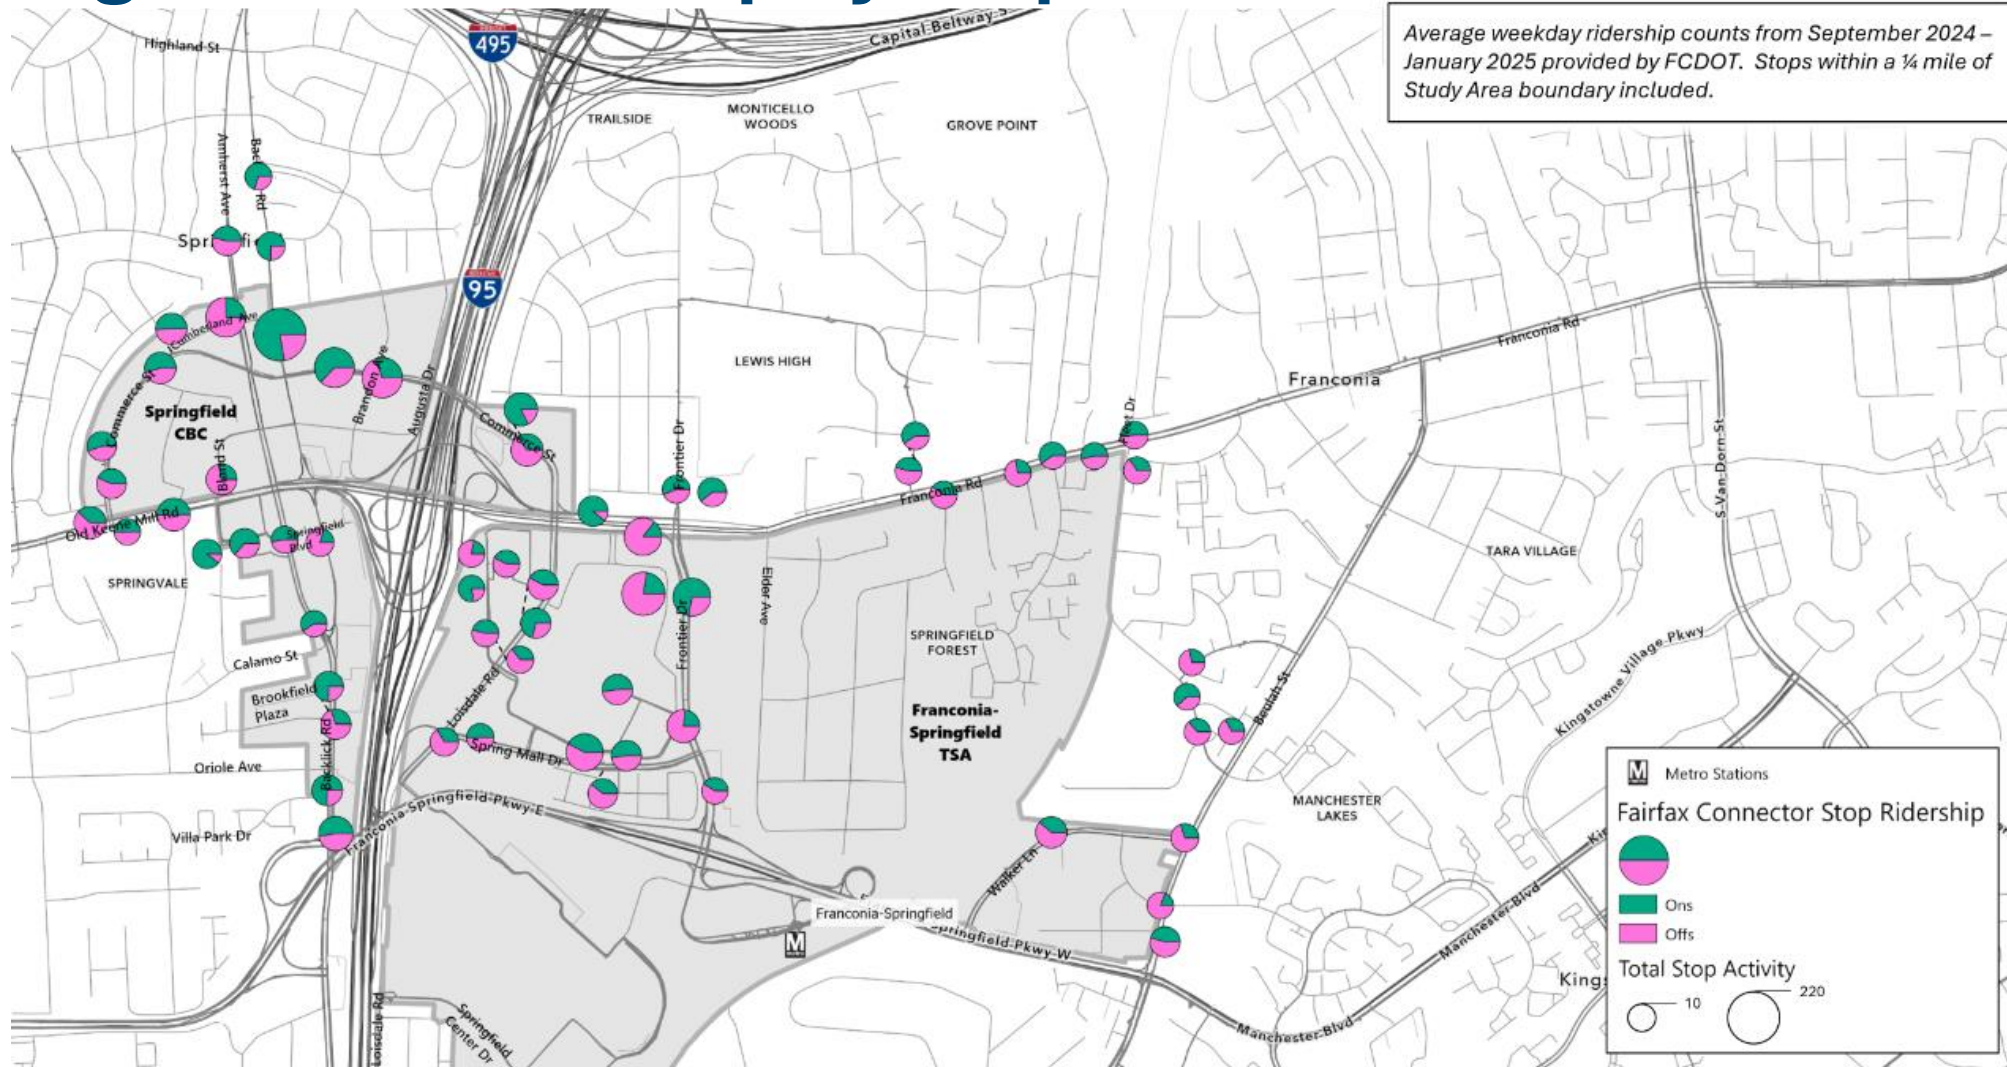 Average weekday ridership counts from September 2024 –
January 2025 provided by FCDOT. Stops within a ¼ mile of
Study Area boundary included.
Highland St
495
Capital Beltway S
TRAILSIDE
MONTICELLO
WOODS
GROVE POINT
Amherst Ave
Rd
95
Cumberland Ave
Commerce St
Springfield
CBC
Bland St
Brandon Ave
Augusta Dr
Commerce St
Frontier Dr
LEWIS HIGH
Franconia Rd
Franconia
Franconia Rd
S Van Dorn St
Old Keene Mill Rd
Springfield
Blvd
SPRINGVALE
Elder Ave
Frontier Dr
SPRINGFIELD
FOREST
TARA VILLAGE
Calamo St
Brookfield
Plaza
Backlick Rd
Oriole Ave
Loisdale Rd
Spring Mall Dr
Franconia-
Springfield
TSA
Beulah St
Kingstowne Village Pkwy
Villa Park Dr
Franconia-Springfield Pkwy E
MANCHESTER
LAKES
Walker Ln
Franconia-Springfield
M
Springfield Pkwy W
Manchester Blvd
Manchester Blvd
Loisdale Rd
Springfield
Center Dr
Metro Stations
Fairfax Connector Stop Ridership
Ons
Offs
Total Stop Activity
10
220